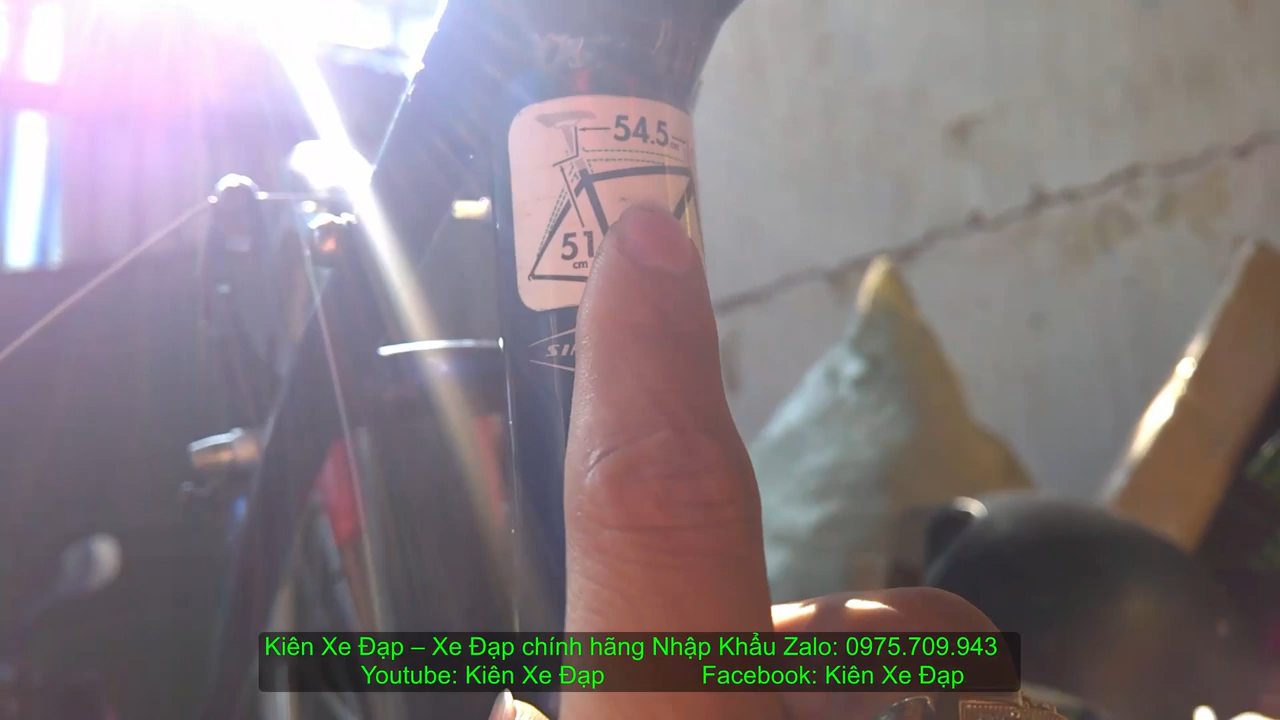 54.5
cm
51
cm
Kiên Xe Đạp – Xe Đạp chính hãng Nhập Khẩu Zalo: 0975.709.943
Youtube: Kiên Xe Đạp Facebook: Kiên Xe Đạp